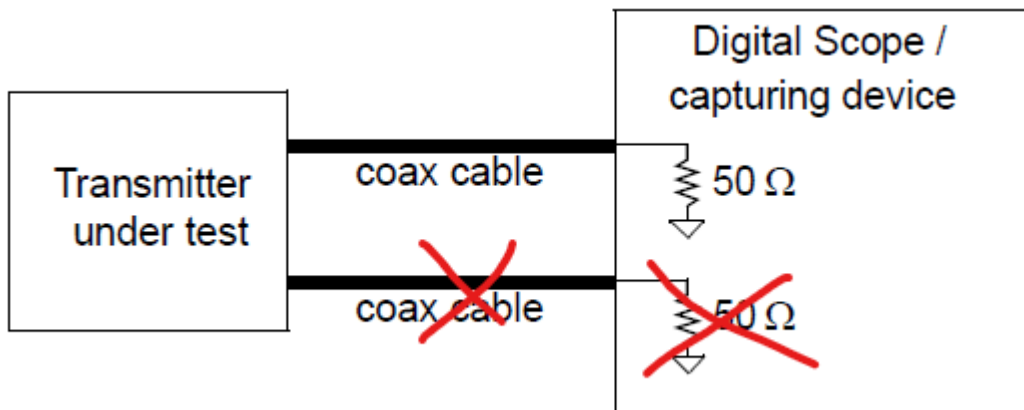 Digital Scope /
capturing device
Transmitter
under test
coax cable
50 Ω
coax cable
50 Ω